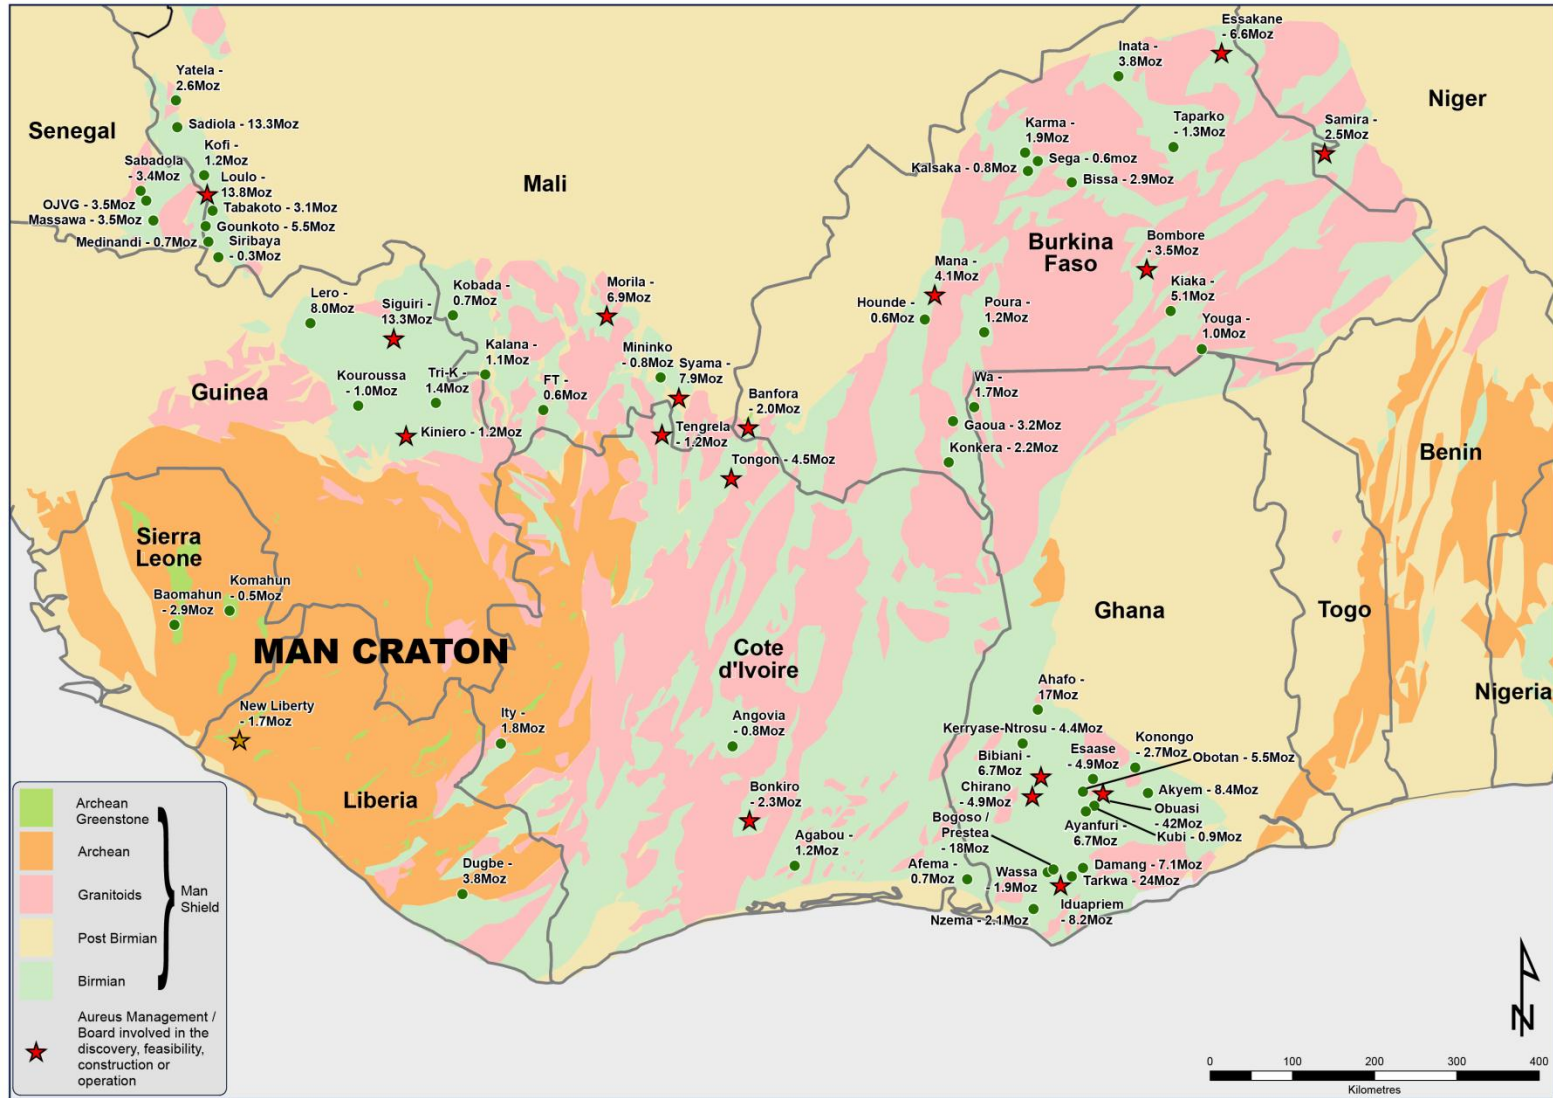 Senegal
Mali
Niger
Guinea
Burkina
Faso
Benin
Sierra
Leone
MAN CRATON
Liberia
Cote
d'Ivoire
Ghana
Togo
Nigeria
Yatela -
2.6Moz
Sadiola - 13.3Moz
Kofi -
1.2Moz
Sabadola
- 3.4Moz
Loulo -
13.8Moz
OJVG - 3.5Moz
Tabakoto - 3.1Moz
Massawa - 3.5Moz
Gounkoto - 5.5Moz
Medinandi - 0.7Moz
Siribaya
- 0.3Moz
Lero -
8.0Moz
Siguiri -
13.3Moz
Kobada -
0.7Moz
Morila -
6.9Moz
Kalana -
1.1Moz
Kouroussa
- 1.0Moz
Tri-K -
1.4Moz
FT -
0.6Moz
Mininko
- 0.8Moz
Syama -
7.9Moz
Banfora
- 2.0Moz
Kiniero - 1.2Moz
Tengrela
- 1.2Moz
Tongon - 4.5Moz
Essakane
- 6.6Moz
Inata -
3.8Moz
Karma -
1.9Moz
Taparko
- 1.3Moz
Samira -
2.5Moz
Sega - 0.6moz
Kalsaka - 0.8Moz
Bissa - 2.9Moz
Bombore
- 3.5Moz
Mana -
4.1Moz
Kiaka -
5.1Moz
Hounde -
0.6Moz
Poura -
1.2Moz
Youga -
1.0Moz
Wa -
1.7Moz
Gaoua - 3.2Moz
Konkera - 2.2Moz
Komahun
- 0.5Moz
Baomahun
- 2.9Moz
New Liberty
- 1.7Moz
Ity -
1.8Moz
Dugbe -
3.8Moz
Angovia
- 0.8Moz
Bonkiro
- 2.3Moz
Agabou -
1.2Moz
Afema -
0.7Moz
Ahafo -
17Moz
Kerryase-Ntrosu - 4.4Moz
Konongo
- 2.7Moz
Esaase
- 4.9Moz
Obotan - 5.5Moz
Bibiani -
6.7Moz
Chirano
- 4.9Moz
Akyem - 8.4Moz
Obuasi
- 42Moz
Bogoso /
Prestea
- 18Moz
Ayanfuri -
6.7Moz
Kubi - 0.9Moz
Damang - 7.1Moz
Wassa
- 1.9Moz
Tarkwa - 24Moz
Iduapriem
- 8.2Moz
Nzema - 2.1Moz
Archean
Greenstone
Archean
Granitoids
Post Birmian
Birmian
Man
Shield
Aureus Management /
Board involved in the
discovery, feasibility,
construction or
operation
N
0 100 200 300 400
Kilometres